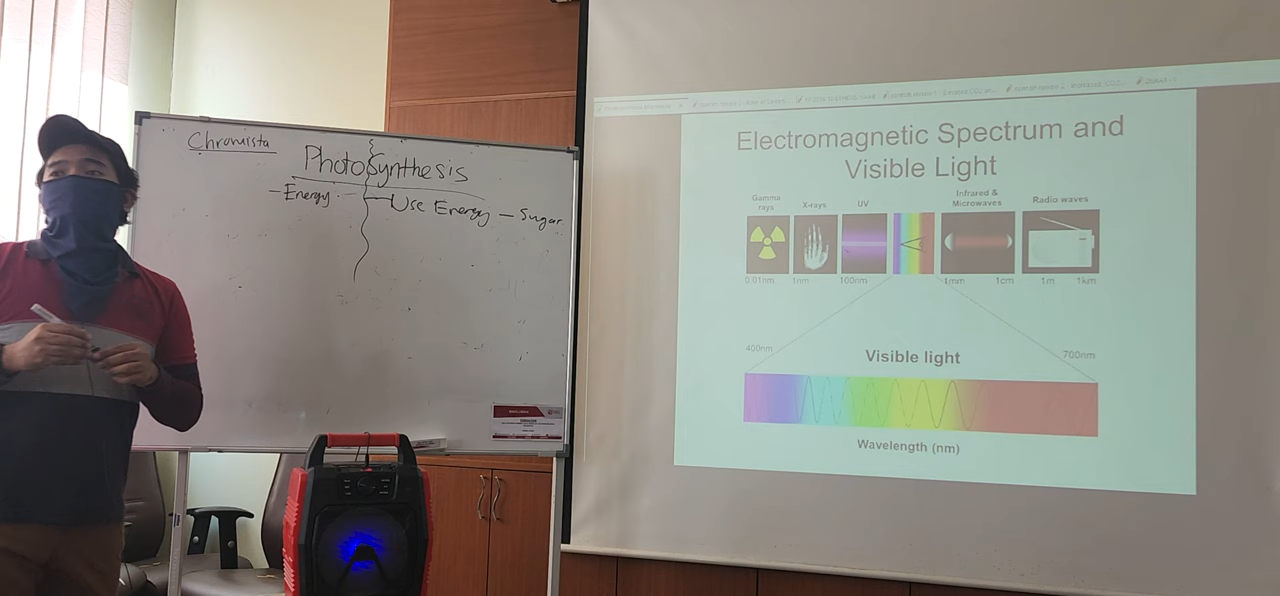 Chromista
PhotoSynthesis
- Energy
- Use Energy - Sugar
Electromagnetic Spectrum and
Visible Light
Gamma
rays
X-rays
UV
Infrared &
Microwaves
Radio waves
0.01nm
1nm
100nm
1mm
1cm
1m
1km
400nm
Visible light
700nm
Wavelength (nm)